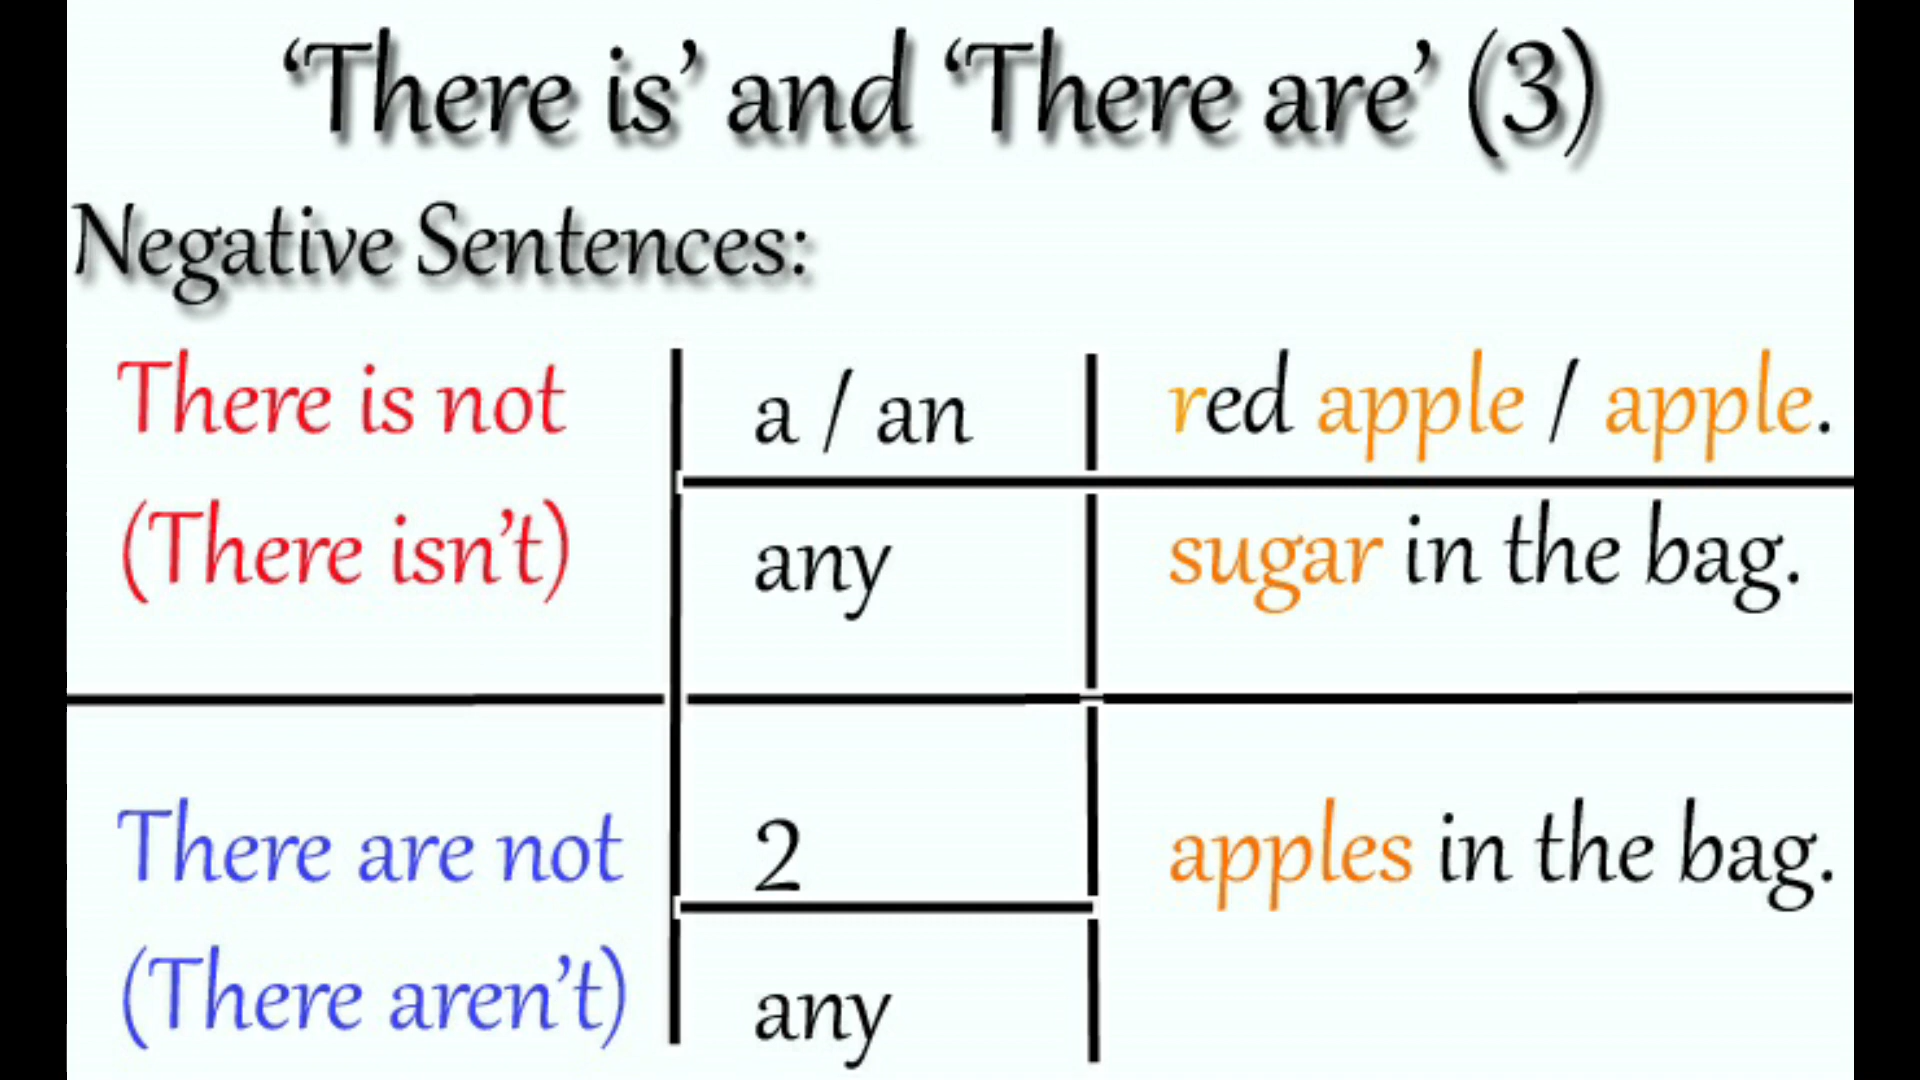 ‘There is’ and ‘There are’ (3)
Negative Sentences:
There is not a / an red apple / apple.
(There isn’t) any sugar in the bag.
There are not 2 apples in the bag.
(There aren’t) any